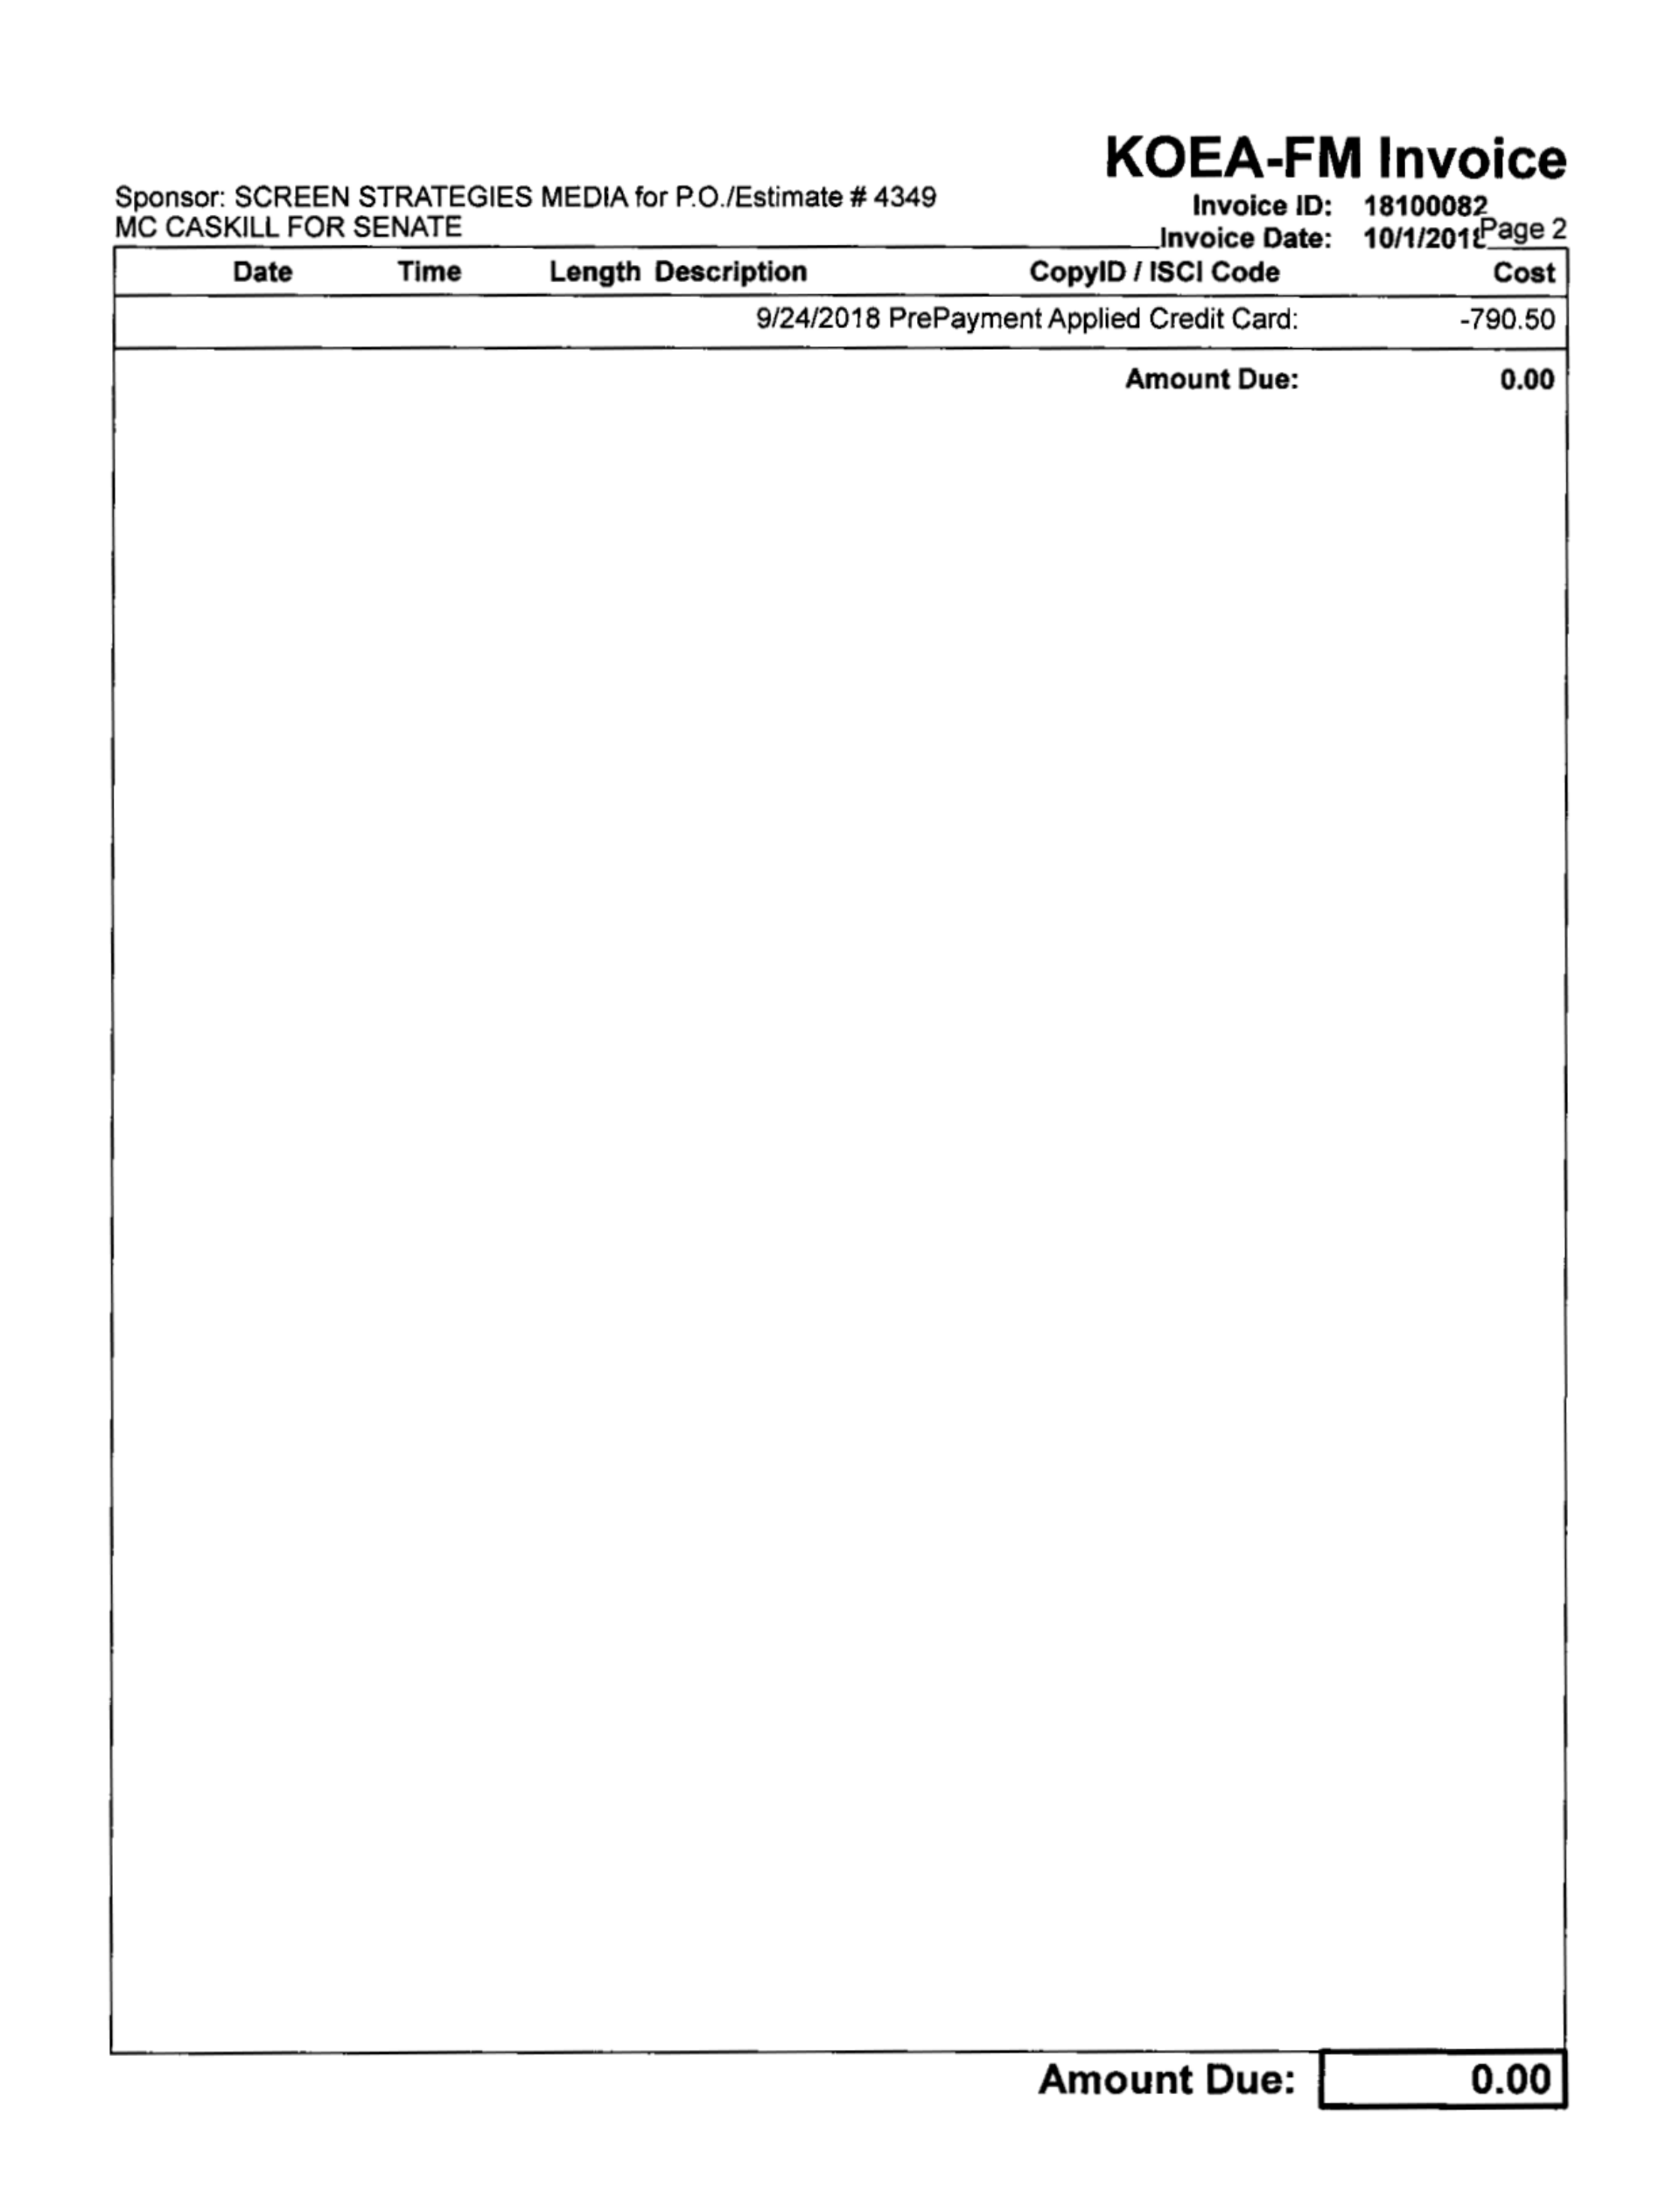 KOEA-FM Invoice
Sponsor: SCREEN STRATEGIES MEDIA for P.O./Estimate # 4349
MC CASKILL FOR SENATE
Invoice ID: 18100082
Invoice Date: 10/1/2018
Page 2
Date Time Length Description CopyID / ISCI Code Cost
9/24/2018 PrePayment Applied Credit Card: -790.50
Amount Due: 0.00
Amount Due: 0.00